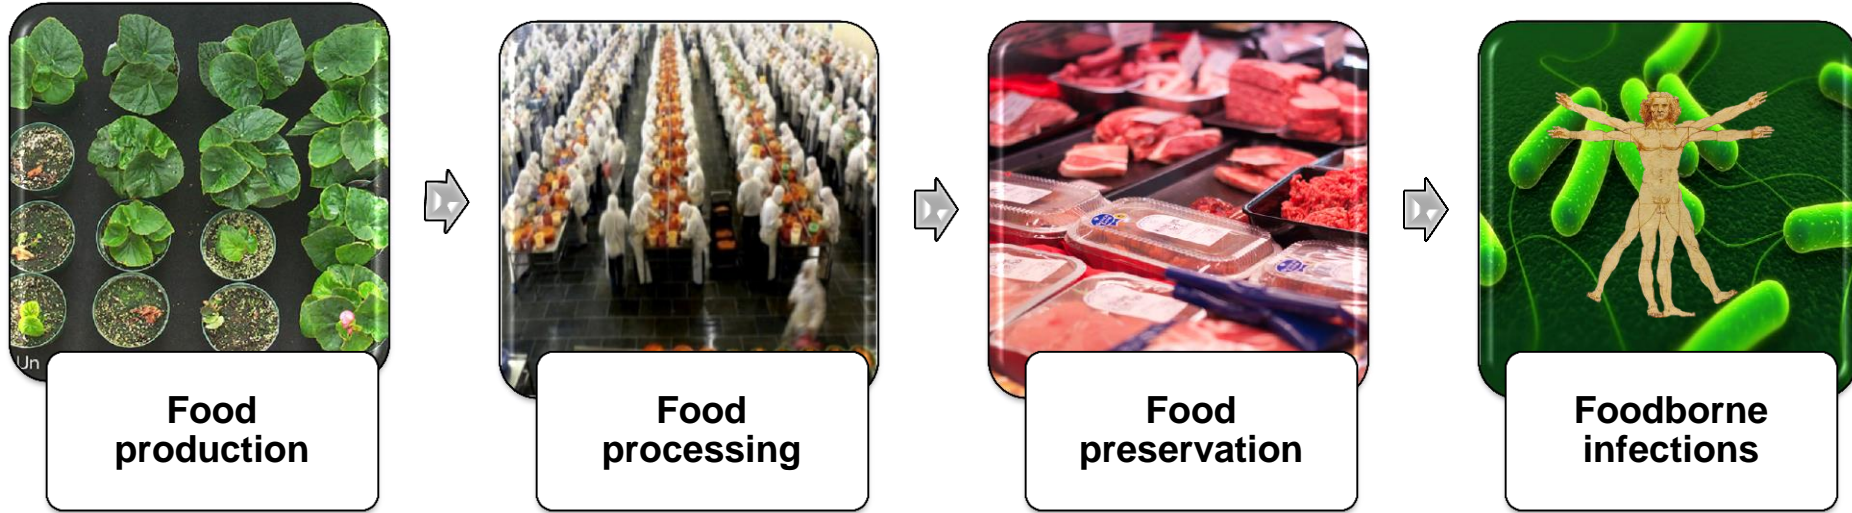 Un
Food
production
Food
processing
Food
preservation
Foodborne
infections